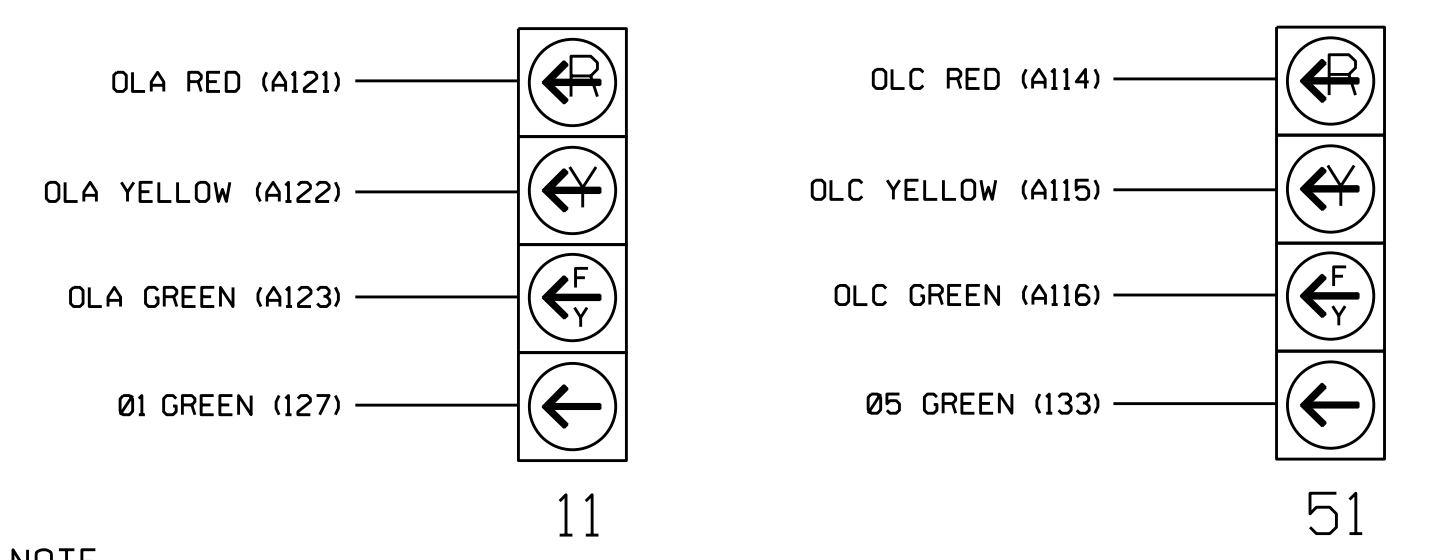 OLA RED (A121)
R
OLA YELLOW (A122)
Y
OLA GREEN (A123)
F
Y
Ø1 GREEN (127)
11
OLC RED (A114)
R
OLC YELLOW (A115)
Y
OLC GREEN (A116)
F
Y
Ø5 GREEN (133)
51
NOTE